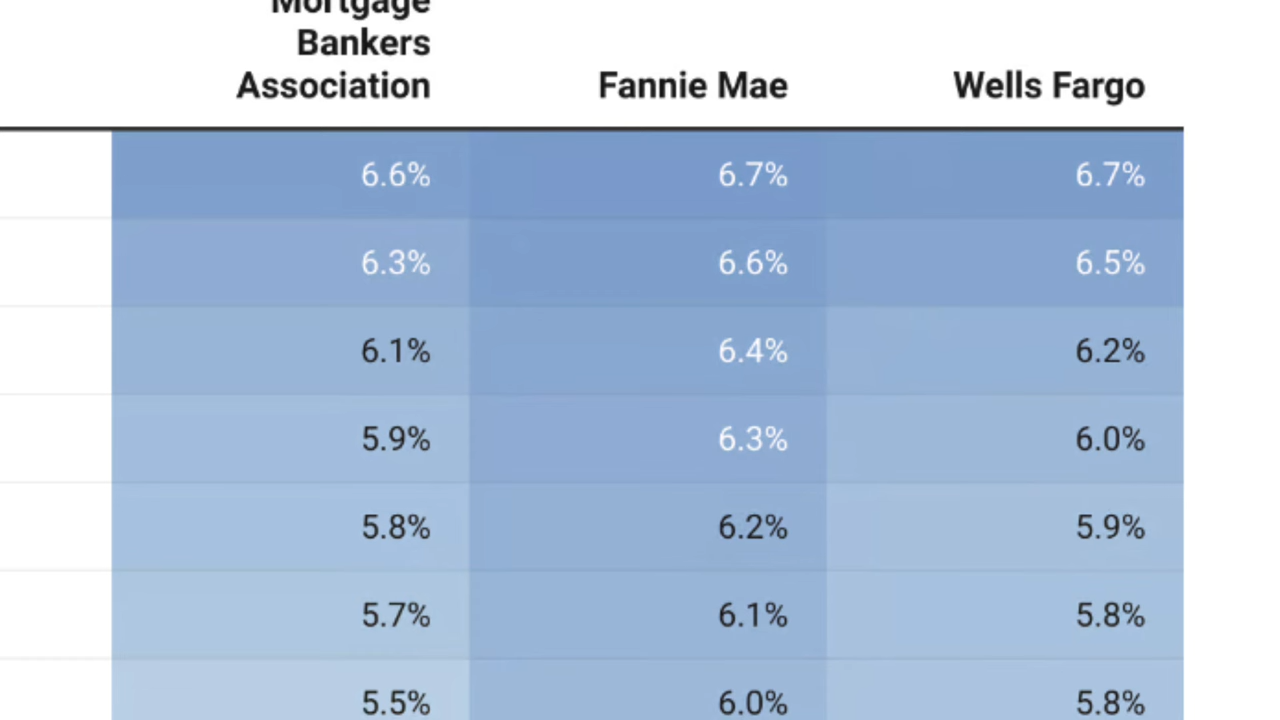 Mortgage
Bankers
Association Fannie Mae Wells Fargo
6.6% 6.7% 6.7%
6.3% 6.6% 6.5%
6.1% 6.4% 6.2%
5.9% 6.3% 6.0%
5.8% 6.2% 5.9%
5.7% 6.1% 5.8%
5.5% 6.0% 5.8%